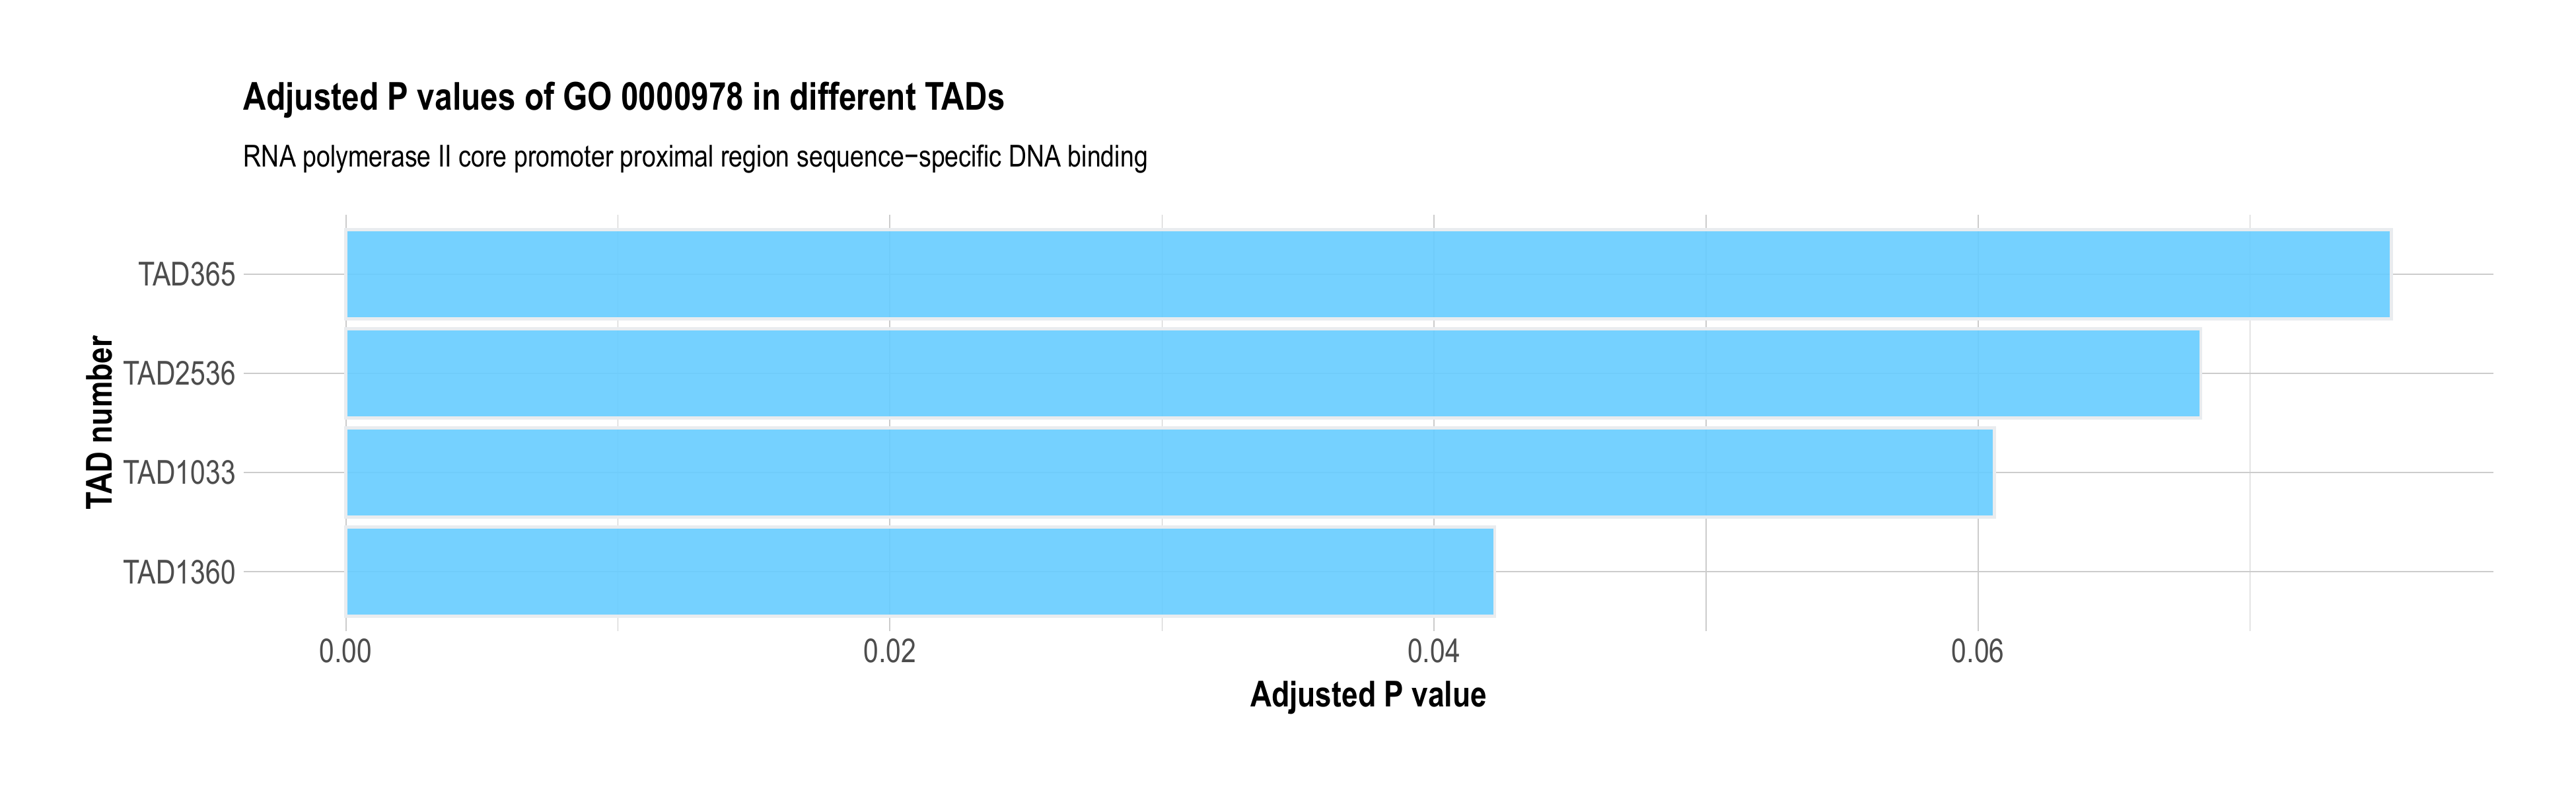 Adjusted P values of GO 0000978 in different TADs
RNA polymerase II core promoter proximal region sequence−specific DNA binding
TAD number
TAD365
TAD2536
TAD1033
TAD1360
0.00 0.02 0.04 0.06
Adjusted P value